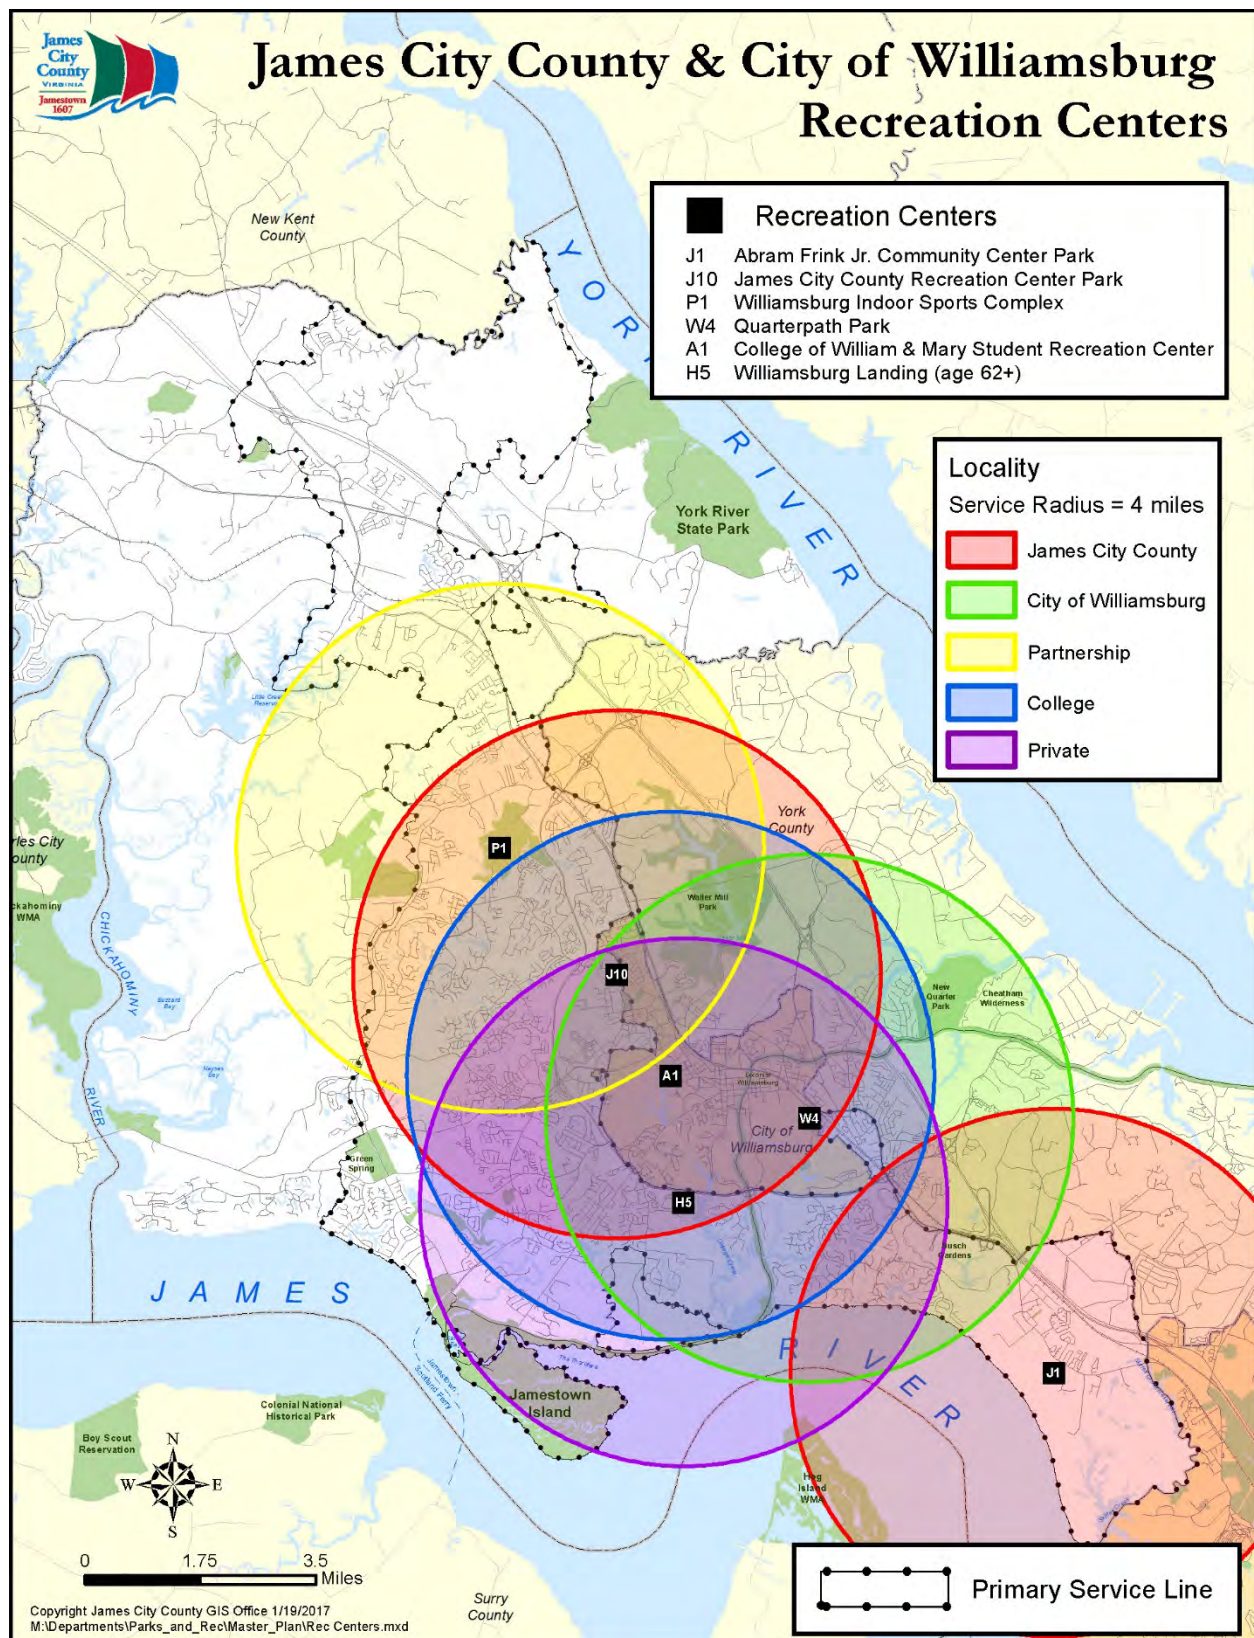 James
City
County
VIRGINIA
Jamestown
1607
James City County & City of Williamsburg
Recreation Centers
Recreation Centers
J1 Abram Frink Jr. Community Center Park
J10 James City County Recreation Center Park
P1 Williamsburg Indoor Sports Complex
W4 Quarterpath Park
A1 College of William & Mary Student Recreation Center
H5 Williamsburg Landing (age 62+)
Locality
Service Radius = 4 miles
James City County
City of Williamsburg
Partnership
College
Private
New Kent
County
YORK
RIVER
York River
State Park
York
County
P1
Waller Mill
Park
J10
New
Quarter
Park
Cheatham
Wilderness
A1
W4
City of
Williamsburg
H5
Green
Spring
Busch
Gardens
CHICKAHOMINY
RIVER
WMA
JAMES
RIVER
J1
Jamestown
Island
Jamestown
Scotland Ferry
Colonial National
Historical Park
Boy Scout
Reservation
Hog
Island
WMA
N
W E
S
0 1.75 3.5
Miles
Surry
County
Primary Service Line
Copyright James City County GIS Office 1/19/2017
M:\Departments\Parks_and_Rec\Master_Plan\Rec Centers.mxd